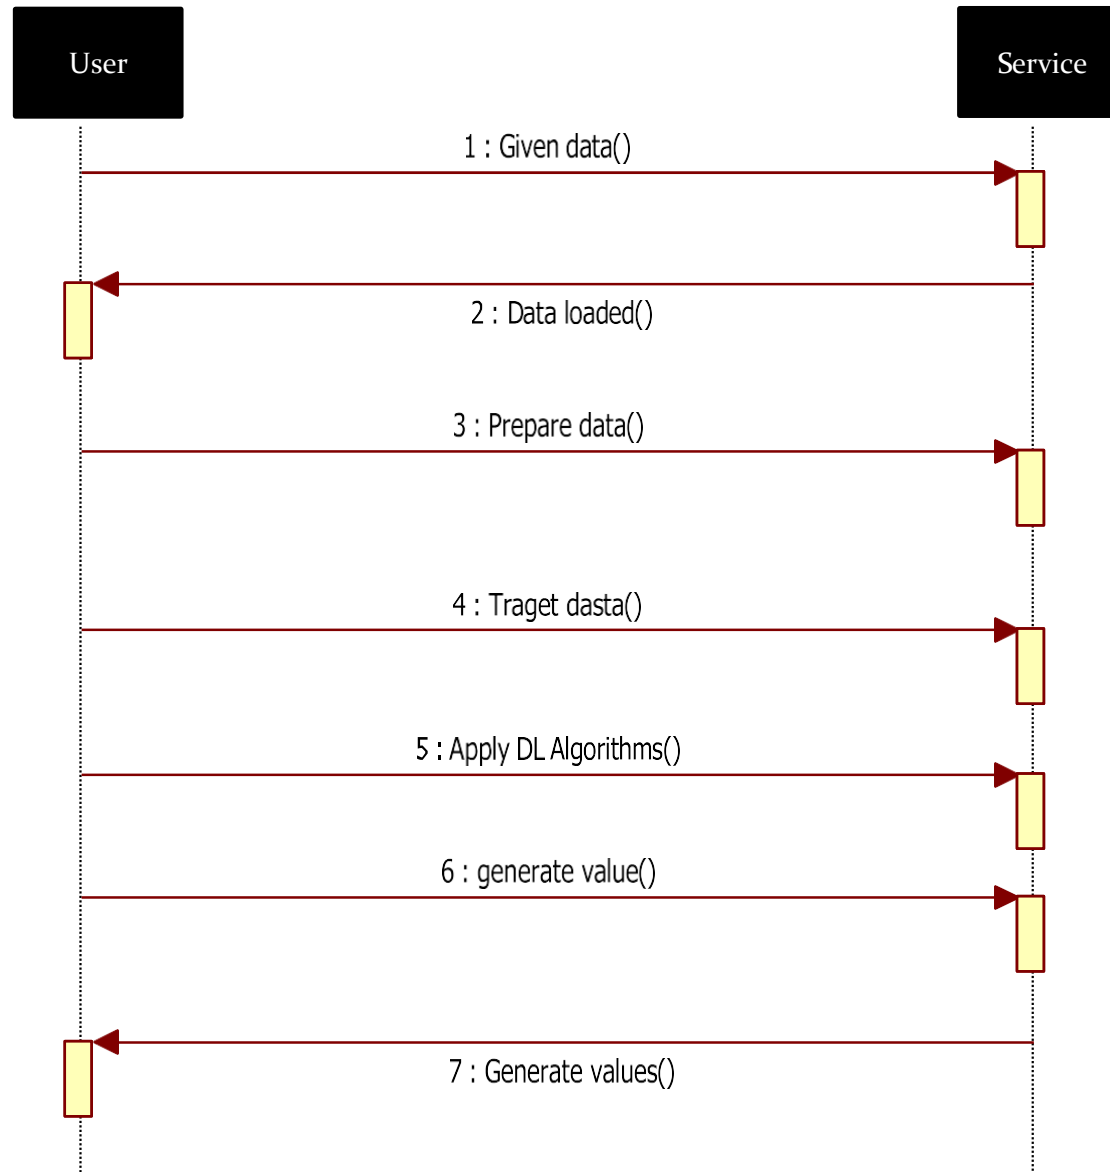 User
Service
1 : Given data()
2 : Data loaded()
3 : Prepare data()
4 : Traget dasta()
5 : Apply DL Algorithms()
6 : generate value()
7 : Generate values()